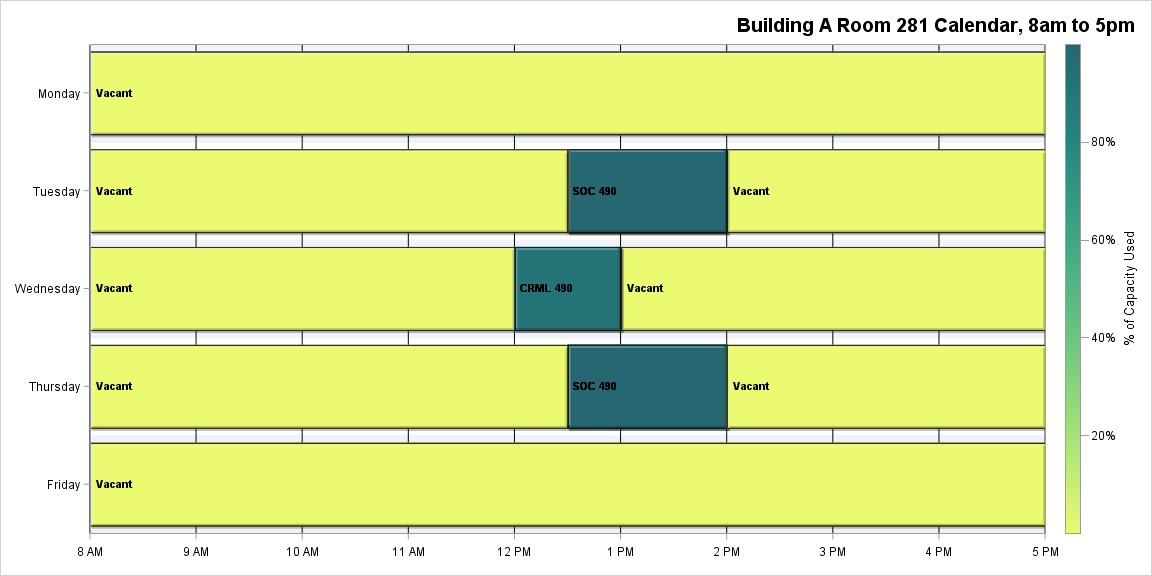 Building A Room 281 Calendar, 8am to 5pm
Monday Vacant
Tuesday Vacant SOC 490 Vacant
Wednesday Vacant CRML 490 Vacant
Thursday Vacant SOC 490 Vacant
Friday Vacant
8 AM 9 AM 10 AM 11 AM 12 PM 1 PM 2 PM 3 PM 4 PM 5 PM
80%
60%
40%
20%
% of Capacity Used